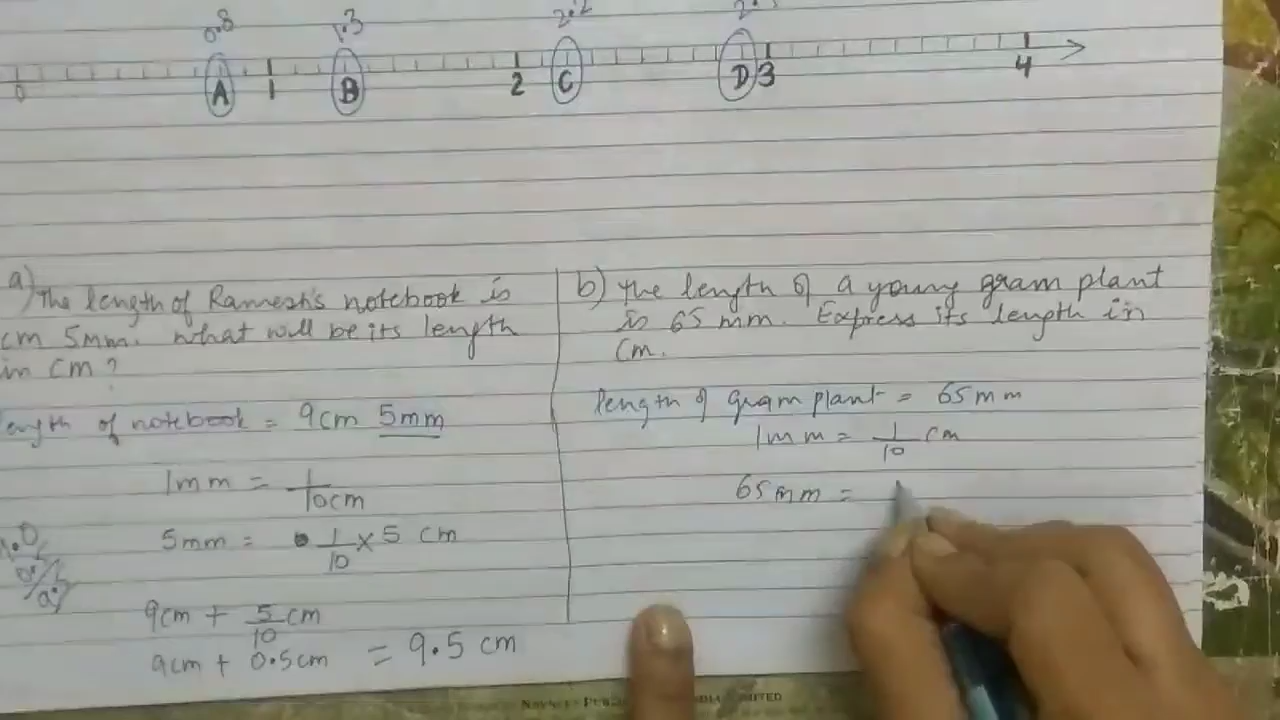 0.8 1.3
0 A 1 B 2 C D 3 4
a) The length of Ramesh's notebook is
cm 5mm. What will be its length
in cm?
length of notebook = 9cm 5mm
1mm = 1/10cm
5mm = 1/10 × 5 cm
9cm + 5/10 cm
9cm + 0.5cm = 9.5 cm
b) The length of a young gram plant
is 65 mm. Express its length in
cm.
length of gram plant = 65mm
1mm = 1/10 cm
65mm = 1